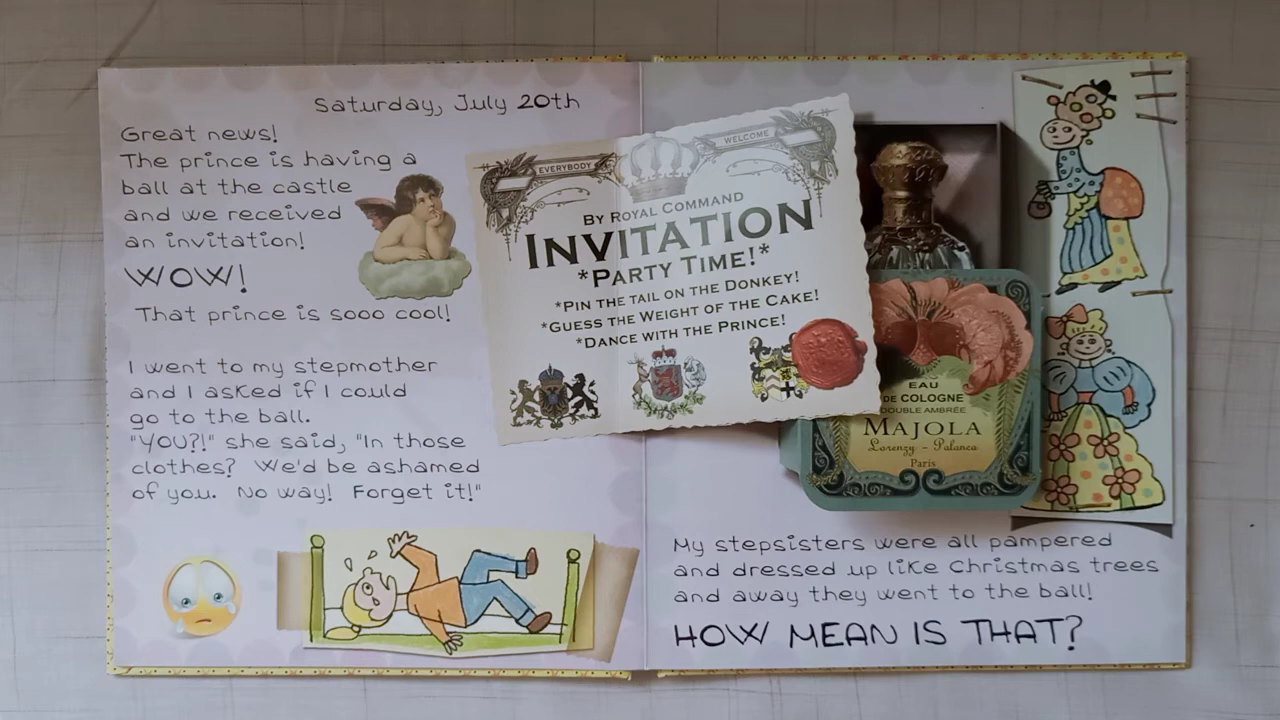 Saturday, July 20th
Great news!
The prince is having a
ball at the castle
and we received
an invitation!
WOW!
That prince is sooo cool!
I went to my stepmother
and I asked if I could
go to the ball.
"YOU?!" she said, "In those
clothes? We'd be ashamed
of you. No way! Forget it!"
EVERYBODY
WELCOME
BY ROYAL COMMAND
INVITATION
*PARTY TIME!*
*PIN THE TAIL ON THE DONKEY!
*GUESS THE WEIGHT OF THE CAKE!
*DANCE WITH THE PRINCE!
EAU
DE COLOGNE
DOUBLE AMBRÉE
MAJOLA
Lorenzy - Palanca
Paris
My stepsisters were all pampered
and dressed up like Christmas trees
and away they went to the ball!
HOW MEAN IS THAT?